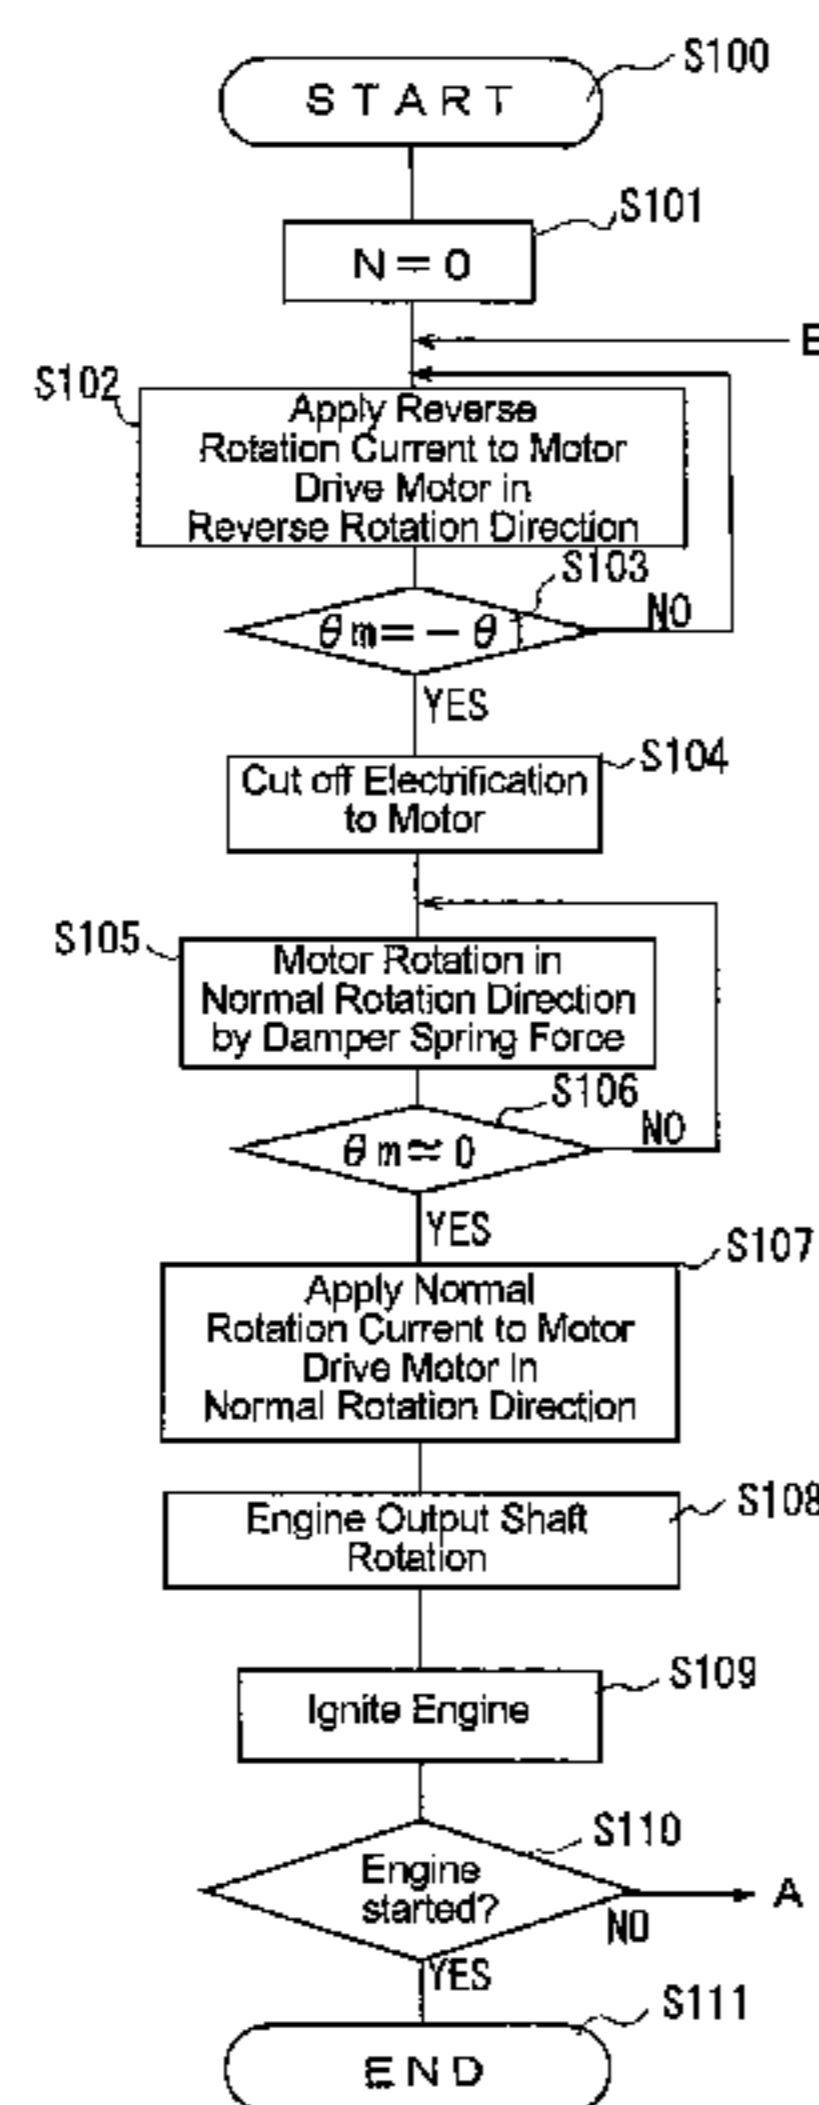 START
S100
S101
N=0
B
S102
Apply Reverse
Rotation Current to Motor
Drive Motor in
Reverse Rotation Direction
S103
θm=-θ
NO
YES
S104
Cut off Electrification
to Motor
S105
Motor Rotation in
Normal Rotation Direction
by Damper Spring Force
S106
θm≃0
NO
YES
S107
Apply Normal
Rotation Current to Motor
Drive Motor In
Normal Rotation Direction
S108
Engine Output Shaft
Rotation
S109
Ignite Engine
S110
Engine
started?
A
NO
YES
S111
END